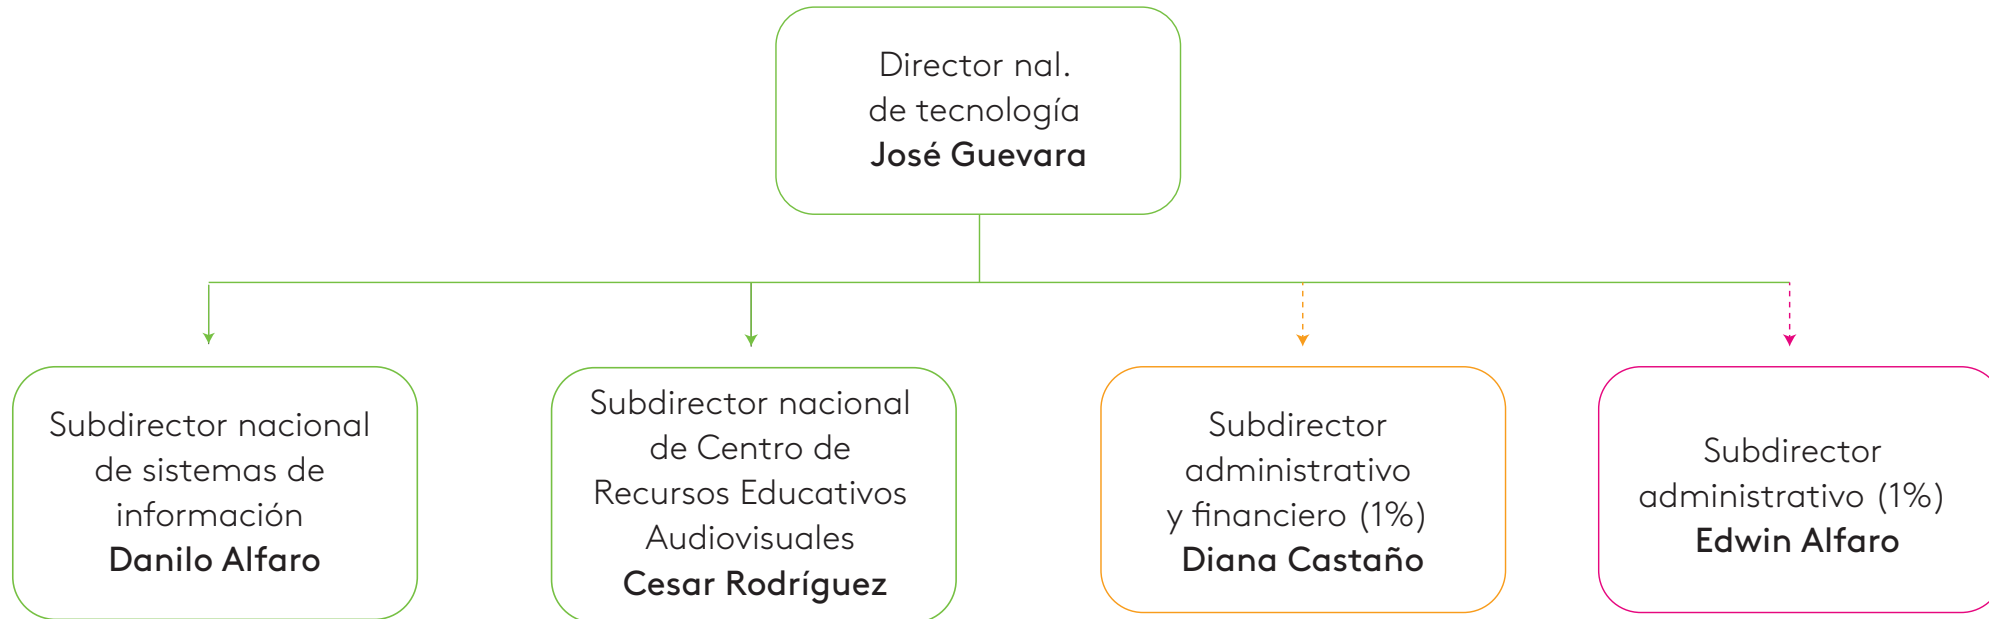 Director nal.
de tecnología
José Guevara
Subdirector nacional
de sistemas de
información
Danilo Alfaro
Subdirector nacional
de Centro de
Recursos Educativos
Audiovisuales
Cesar Rodríguez
Subdirector
administrativo
y financiero (1%)
Diana Castaño
Subdirector
administrativo (1%)
Edwin Alfaro